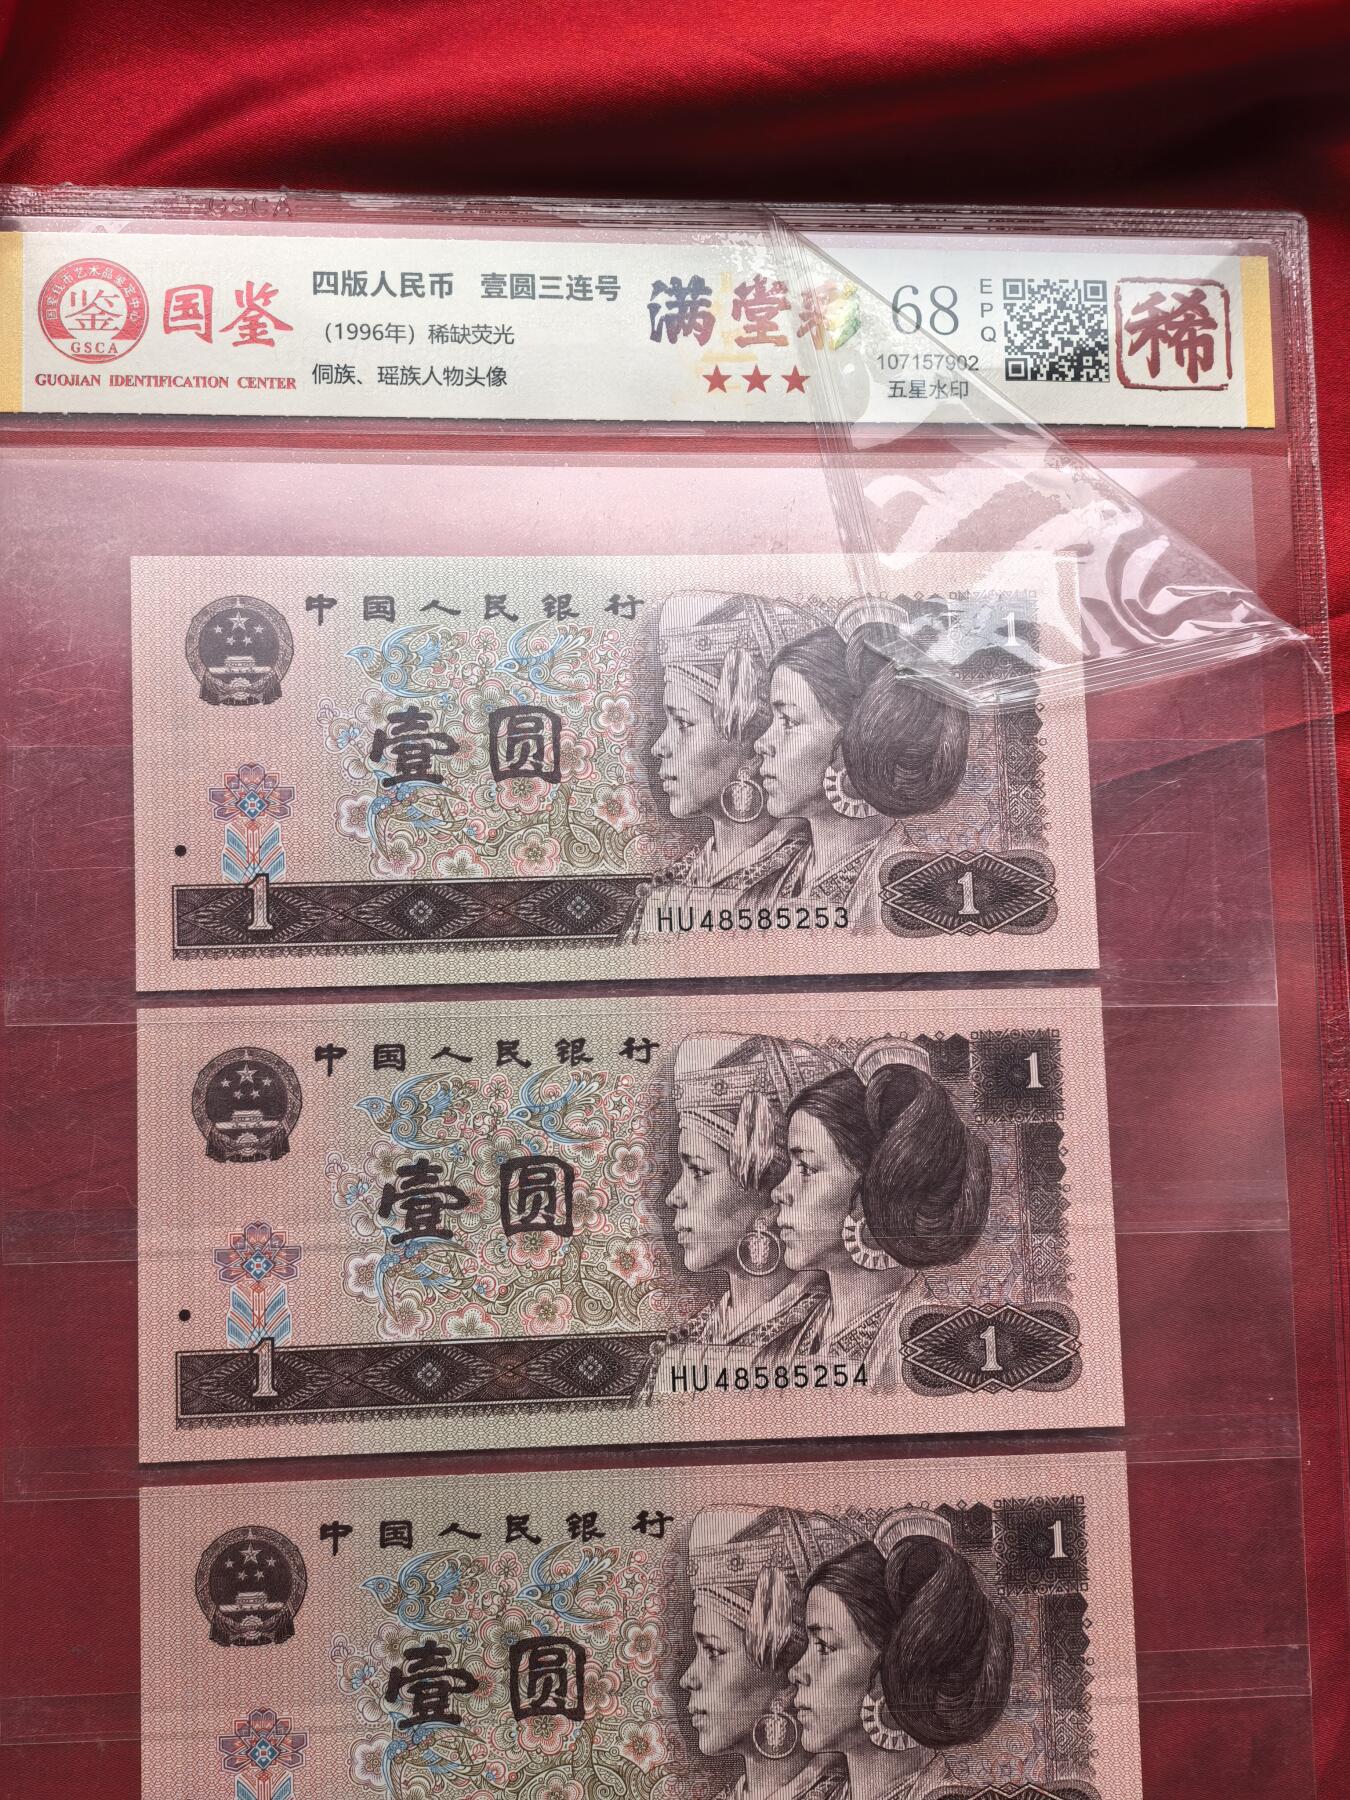 GSCA
国鉴
GSCA
GUOJIAN IDENTIFICATION CENTER
四版人民币 壹圆三连号
（1996年）稀缺荧光
侗族、瑶族人物头像
满堂彩
★★★
68
EPQ
107157902
五星水印
稀
中国人民银行
1
壹圆
1
HU48585253
1
中国人民银行
1
壹圆
1
HU48585254
1
中国人民银行
1
壹圆